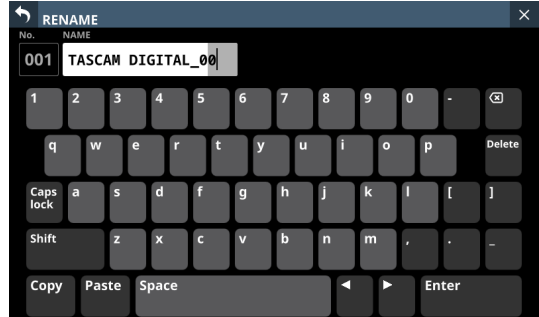 RENAME
No. NAME
001 TASCAM DIGITAL_00
1 2 3 4 5 6 7 8 9 0 -
q w e r t y u i o p Delete
Caps lock a s d f g h j k l [ ]
Shift z x c v b n m , . _
Copy Paste Space ◀ ▶ Enter